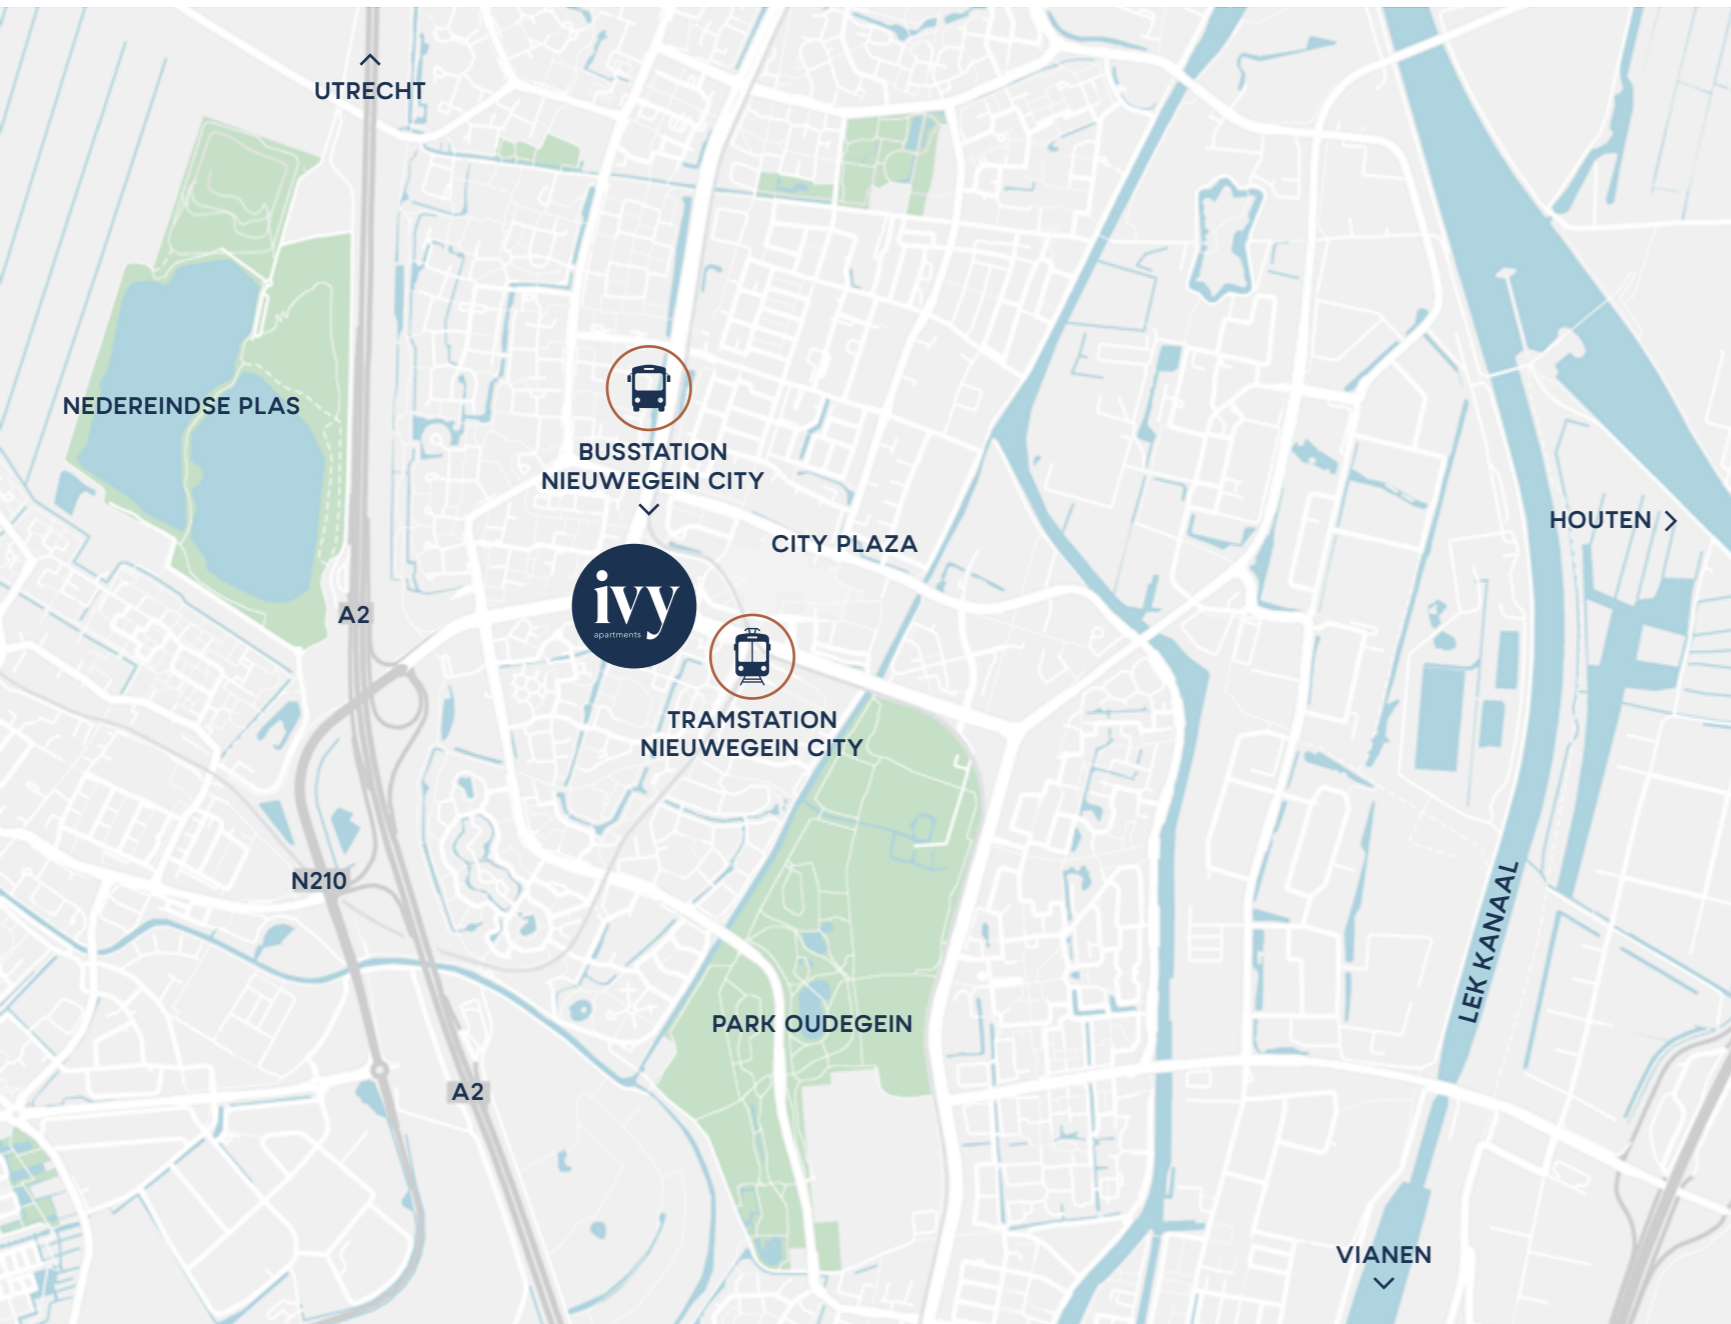 UTRECHT
NEDEREINDSE PLAS
BUSSTATION
NIEUWEGEIN CITY
HOUTEN
CITY PLAZA
A2
ivy
apartments
TRAMSTATION
NIEUWEGEIN CITY
N210
LEK KANAAL
PARK OUDEGEIN
A2
VIANEN